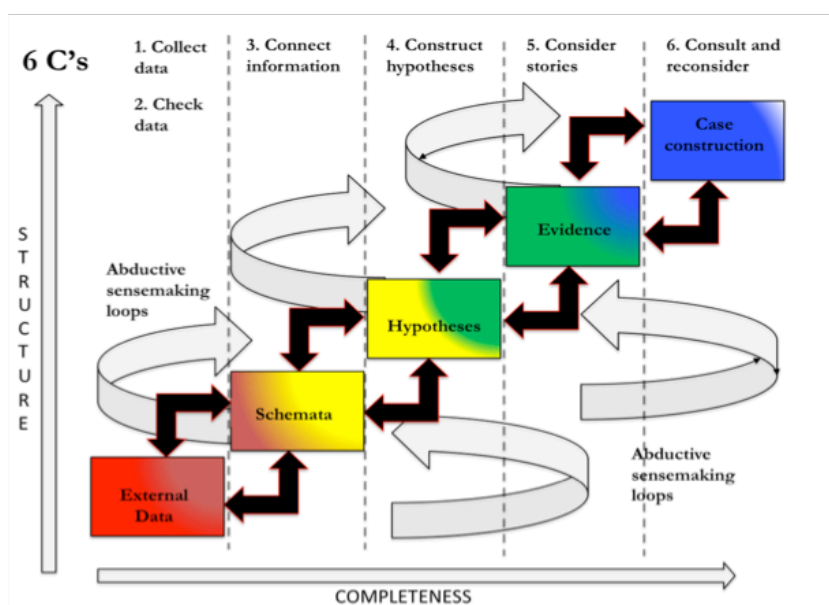 6 C's
1. Collect
data
2. Check
data
3. Connect
information
4. Construct
hypotheses
5. Consider
stories
6. Consult and
reconsider
Case
construction
Evidence
Hypotheses
Schemata
External
Data
Abductive
sensemaking
loops
Abductive
sensemaking
loops
STRUCTURE
COMPLETENESS